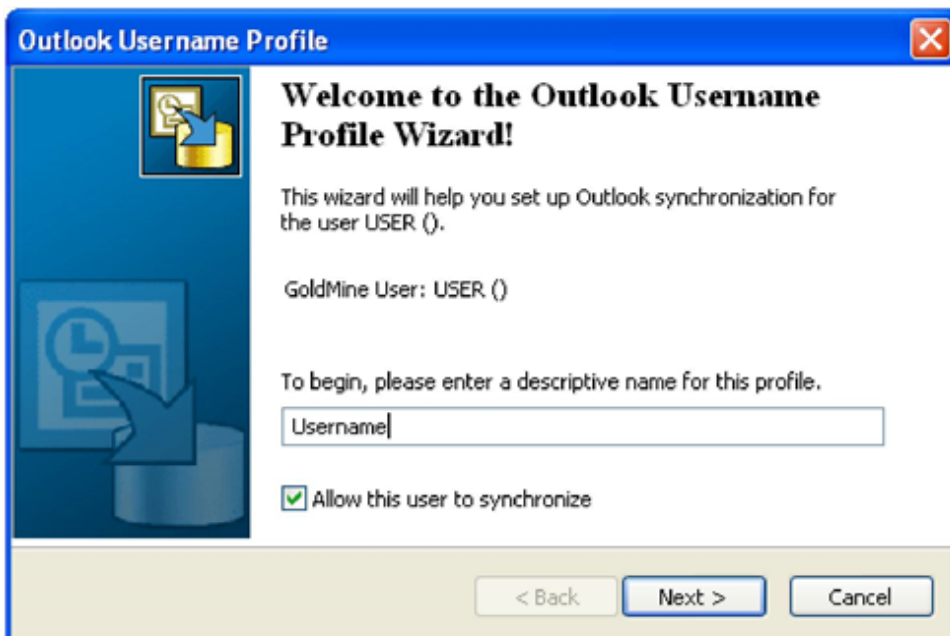 Outlook Username Profile
Welcome to the Outlook Username
Profile Wizard!
This wizard will help you set up Outlook synchronization for
the user USER ().
GoldMine User: USER ()
To begin, please enter a descriptive name for this profile.
Username
Allow this user to synchronize
< Back
Next >
Cancel